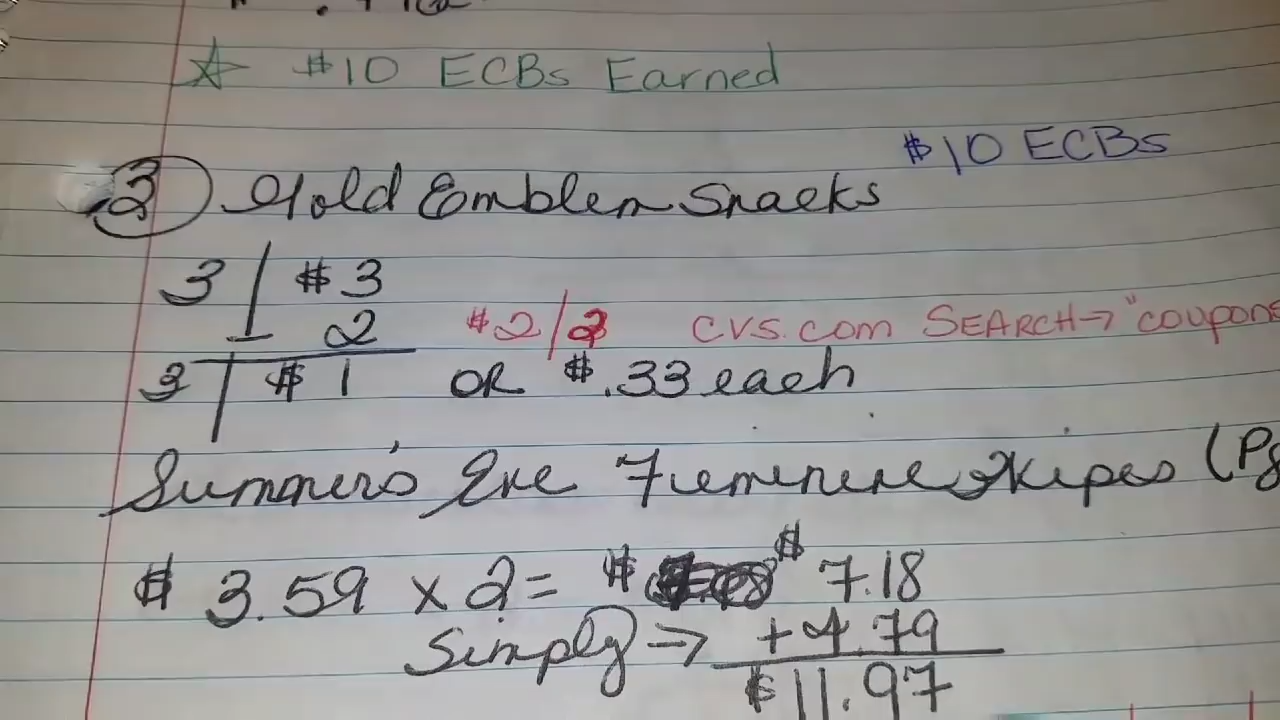 ☆ $10 ECBs Earned
$10 ECBs
3 Gold Emblem Snacks
3 | $3
- 2 $2/3 CVS.com SEARCH→ "coupons
3 | $ 1 OR $.33 each
Summer's Eve Feminine Wipes (Pg
$ 3.59 x 2 = $ $ 7.18
Simply → + 4.79
$11.97